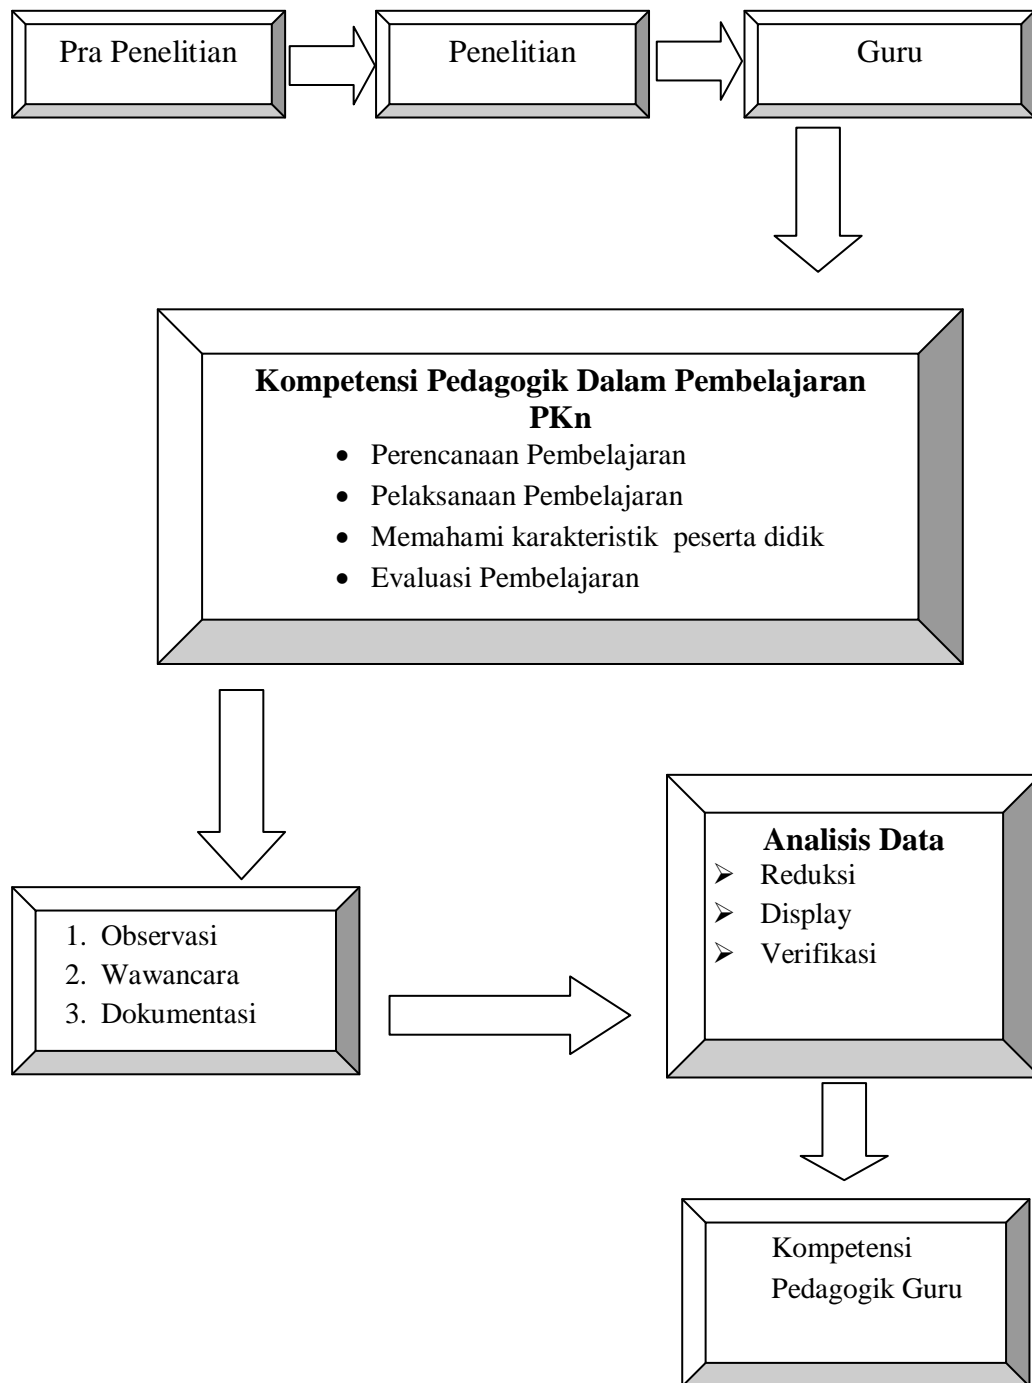 Pra Penelitian
Penelitian
Guru
Kompetensi Pedagogik Dalam Pembelajaran
PKn
• Perencanaan Pembelajaran
• Pelaksanaan Pembelajaran
• Memahami karakteristik  peserta didik
• Evaluasi Pembelajaran
1. Observasi
2. Wawancara
3. Dokumentasi
Analisis Data
➢ Reduksi
➢ Display
➢ Verifikasi
Kompetensi
Pedagogik Guru